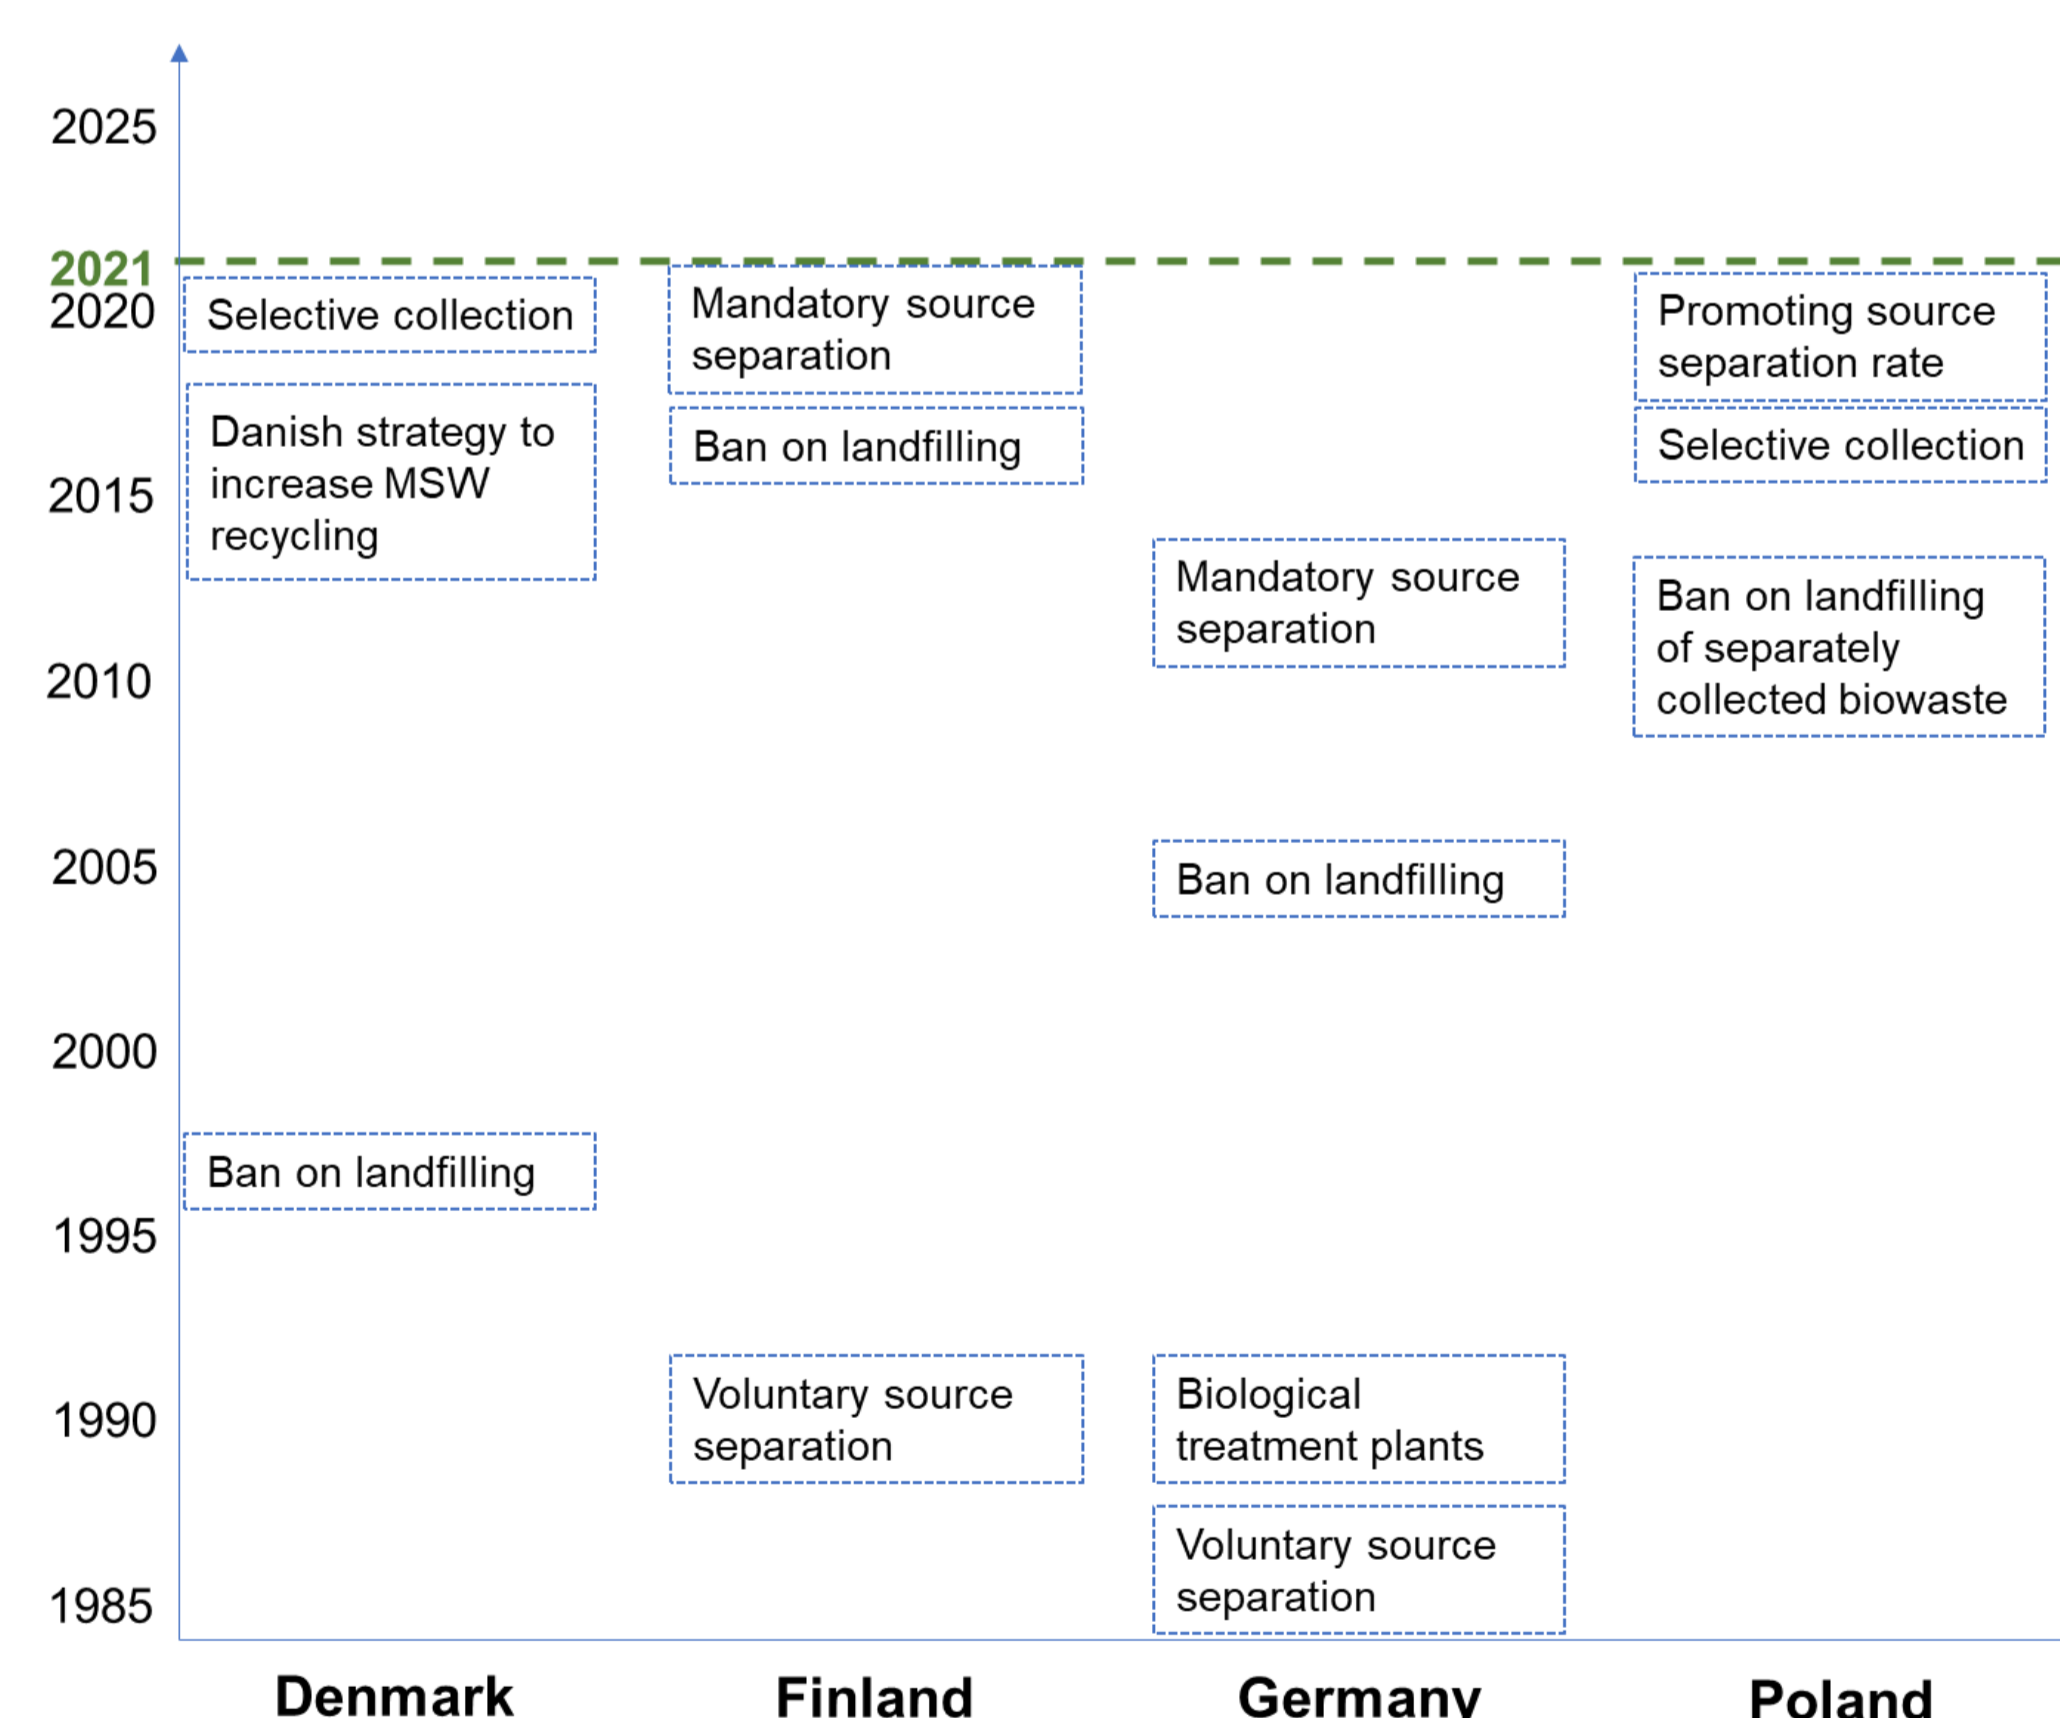 2025
2021
2020
2015
2010
2005
2000
1995
1990
1985
Selective collection
Danish strategy to
increase MSW
recycling
Ban on landfilling
Mandatory source
separation
Ban on landfilling
Voluntary source
separation
Mandatory source
separation
Ban on landfilling
Biological
treatment plants
Voluntary source
separation
Promoting source
separation rate
Selective collection
Ban on landfilling
of separately
collected biowaste
Denmark
Finland
Germany
Poland